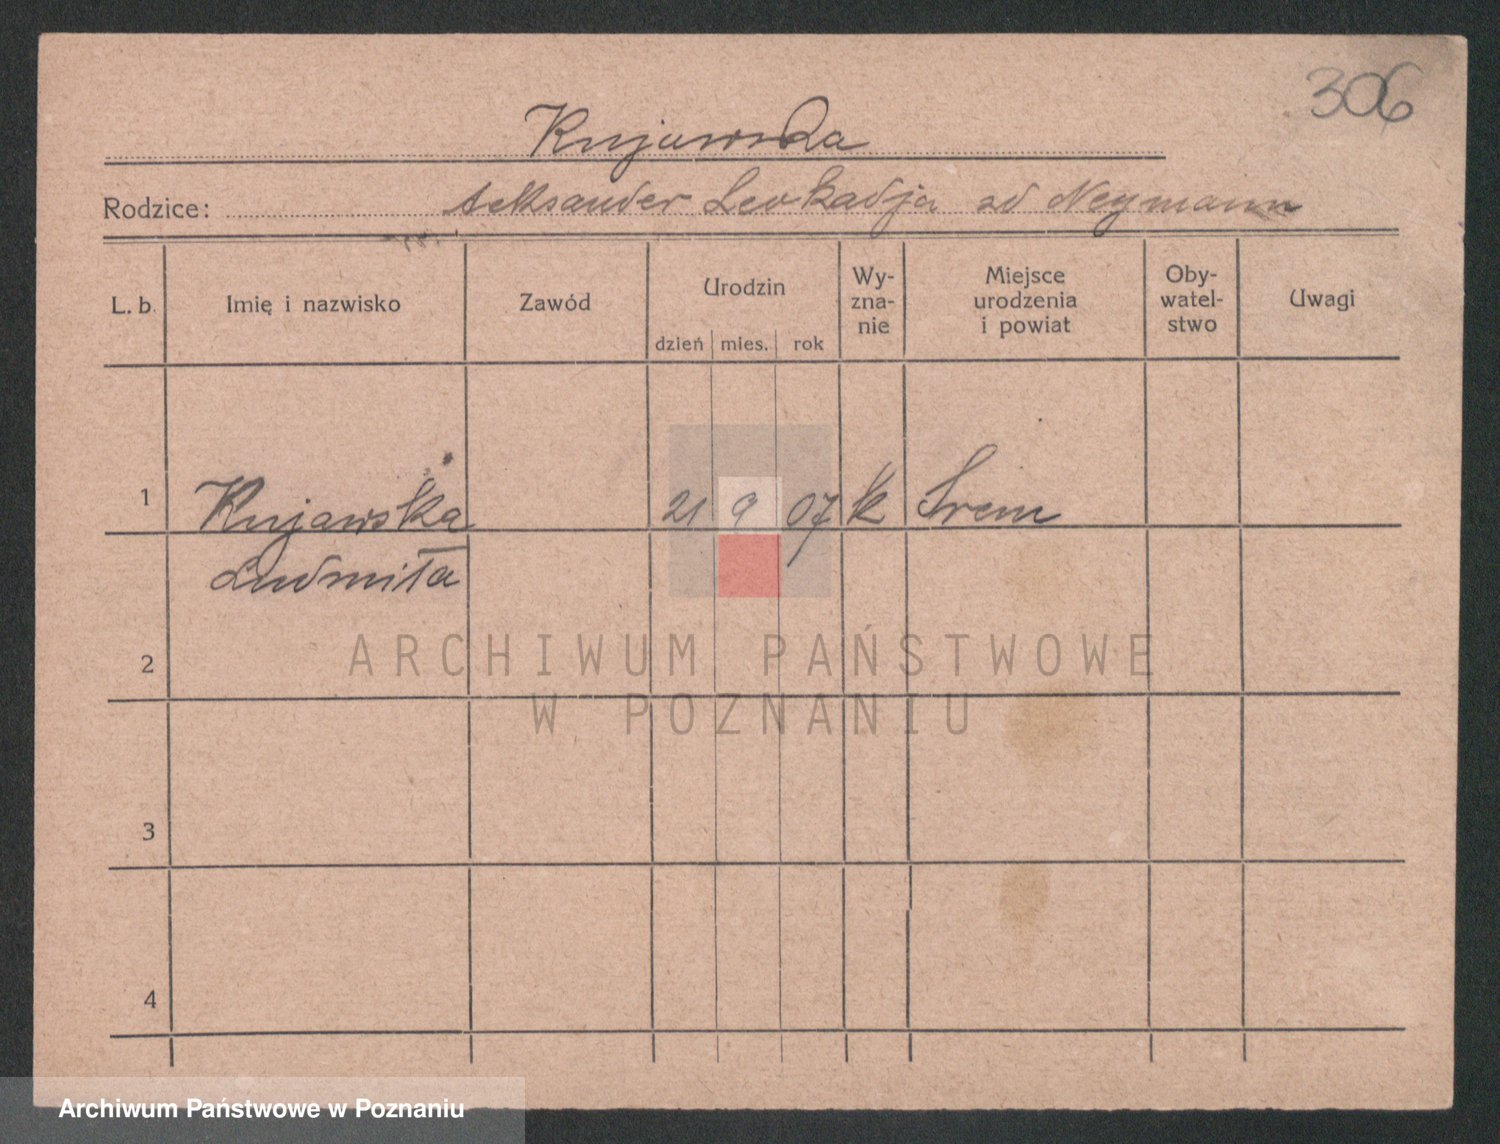 306
Kujawska
Rodzice: Aleksander Leokadja zd Neymann
L. b. Imię i nazwisko Zawód Urodzin dzień mies. rok Wy-zna-nie Miejsce urodzenia i powiat Oby-watel-stwo Uwagi
1 Kujawska 21 9 07 k Śrem
Ludmiła
2
ARCHIWUM PAŃSTWOWE
W POZNANIU
3
4
Archiwum Państwowe w Poznaniu